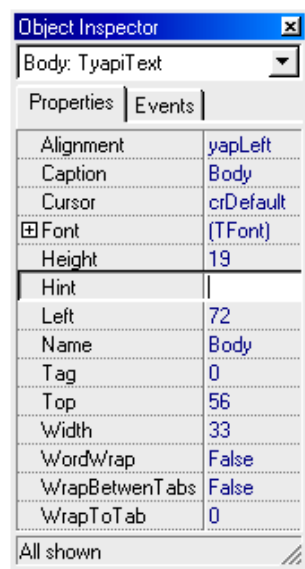 Object Inspector
Body: TyapiText
Properties Events
Alignment yapLeft
Caption Body
Cursor crDefault
Font (TFont)
Height 19
Hint
Left 72
Name Body
Tag 0
Top 56
Width 33
WordWrap False
WrapBetwenTabs False
WrapToTab 0
All shown